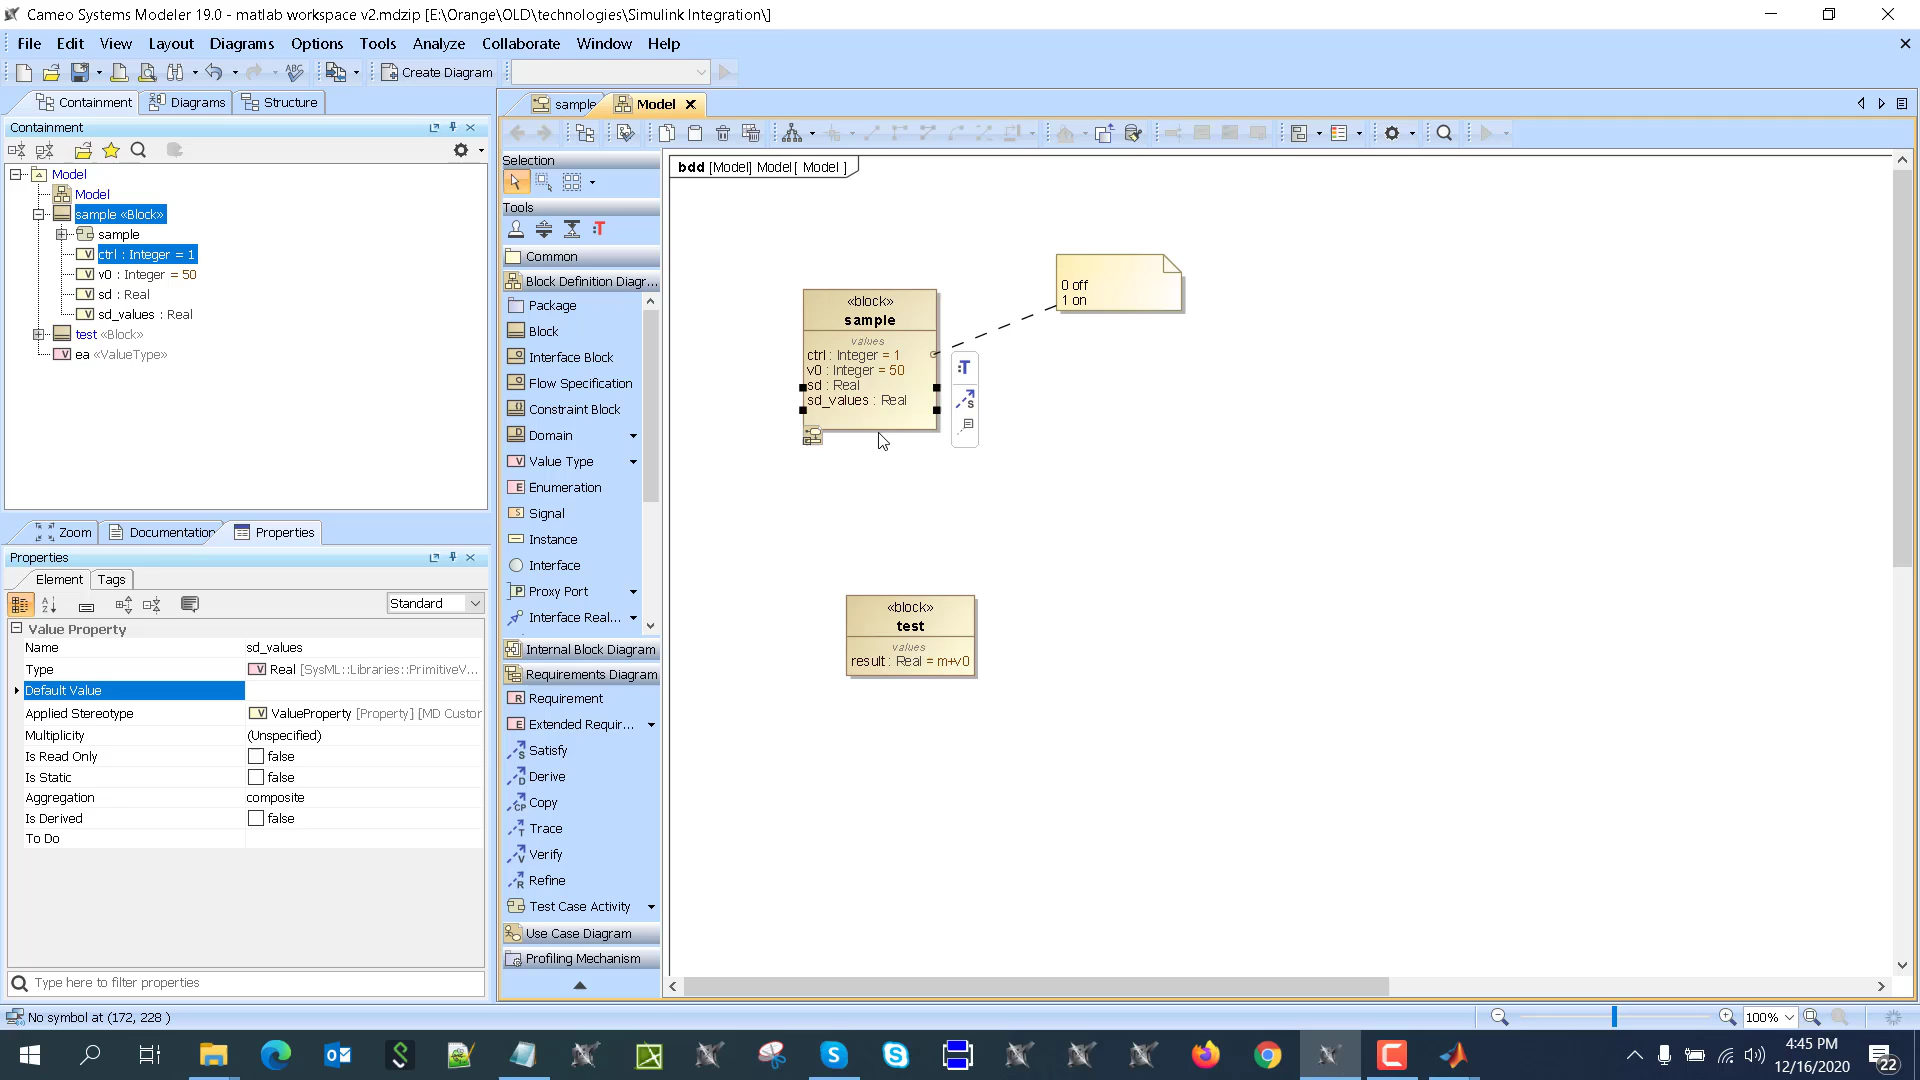 Cameo Systems Modeler 19.0 - matlab workspace v2.mdzip [E:\Orange\OLD\technologies\Simulink Integration\]
File Edit View Layout Diagrams Options Tools Analyze Collaborate Window Help
Create Diagram
Containment Diagrams Structure
Containment
Model
Model
sample «Block»
sample
ctrl : Integer = 1
v0 : Integer = 50
sd : Real
sd_values : Real
test «Block»
ea «ValueType»
Zoom Documentation Properties
Properties
Element Tags
Standard
Value Property
Name sd_values
Type Real [SysML::Libraries::PrimitiveV...
Default Value
Applied Stereotype ValueProperty [Property] [MD Custor
Multiplicity (Unspecified)
Is Read Only false
Is Static false
Aggregation composite
Is Derived false
To Do
Type here to filter properties
No symbol at (172, 228 )
sample Model
Selection
Tools
Common
Block Definition Diagr...
Package
Block
Interface Block
Flow Specification
Constraint Block
Domain
Value Type
Enumeration
Signal
Instance
Interface
Proxy Port
Interface Real...
Internal Block Diagram
Requirements Diagram
Requirement
Extended Requir...
Satisfy
Derive
Copy
Trace
Verify
Refine
Test Case Activity
Use Case Diagram
Profiling Mechanism
bdd [Model] Model [ Model ]
0 off
1 on
«block»
sample
values
ctrl : Integer = 1
v0 : Integer = 50
sd : Real
sd_values : Real
«block»
test
values
result : Real = m+v0
100%
4:45 PM
12/16/2020
22